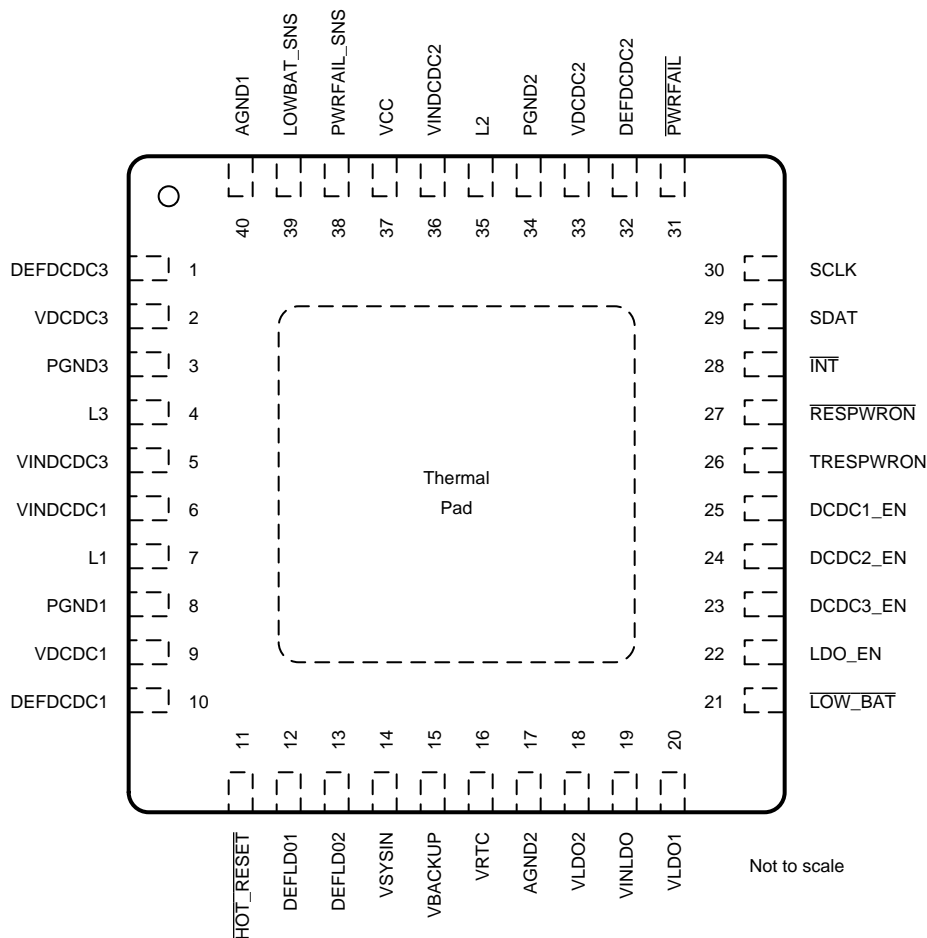 AGND1
LOWBAT_SNS
PWRFAIL_SNS
VCC
VINDCDC2
L2
PGND2
VDCDC2
DEFDCDC2
PWRFAIL
40
39
38
37
36
35
34
33
32
31
DEFDCDC3 1
VDCDC3 2
PGND3 3
L3 4
VINDCDC3 5
VINDCDC1 6
L1 7
PGND1 8
VDCDC1 9
DEFDCDC1 10
Thermal
Pad
30 SCLK
29 SDAT
28 INT
27 RESPWRON
26 TRESPWRON
25 DCDC1_EN
24 DCDC2_EN
23 DCDC3_EN
22 LDO_EN
21 LOW_BAT
11
12
13
14
15
16
17
18
19
20
HOT_RESET
DEFLD01
DEFLD02
VSYSIN
VBACKUP
VRTC
AGND2
VLDO2
VINLDO
VLDO1
Not to scale